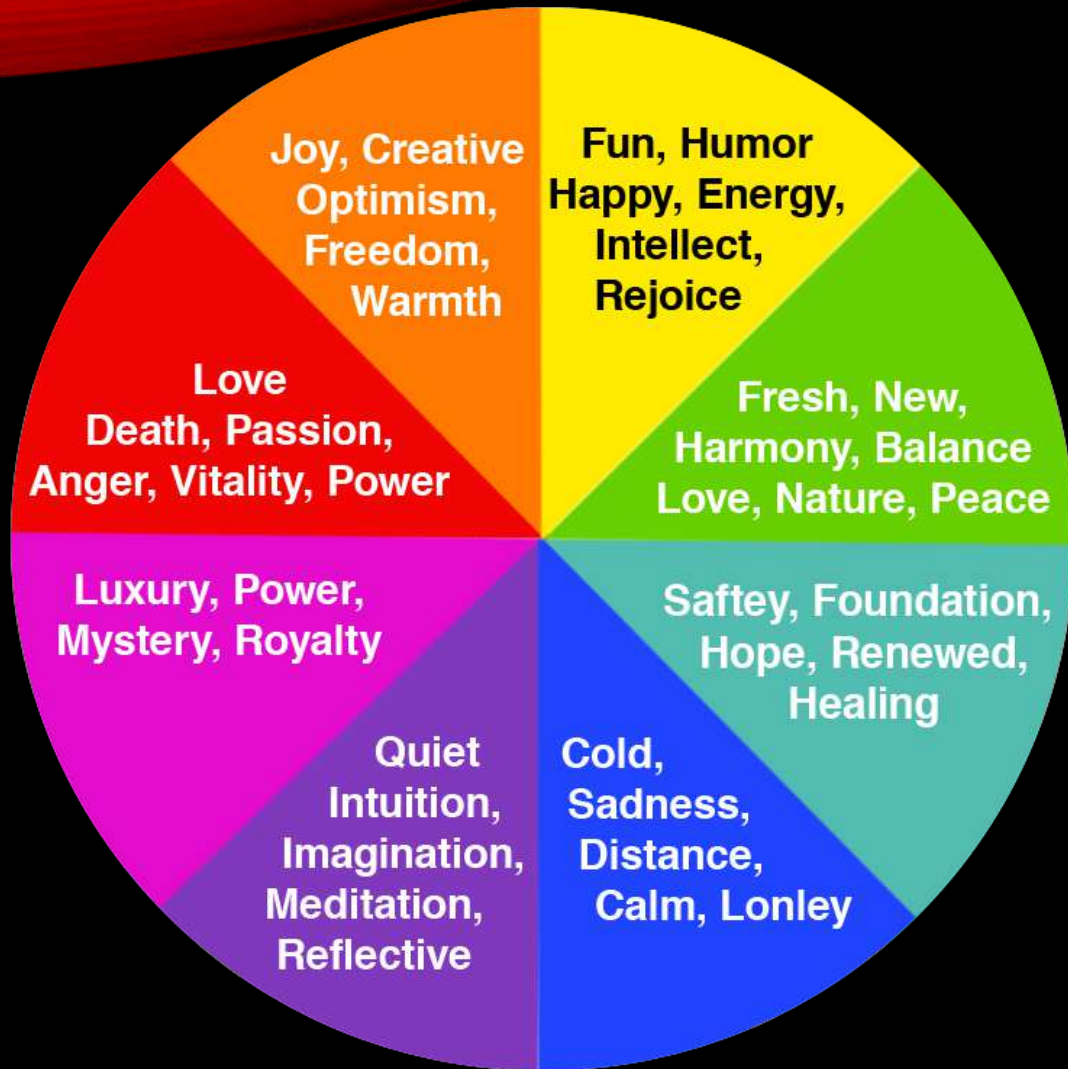 Joy, Creative
Optimism,
Freedom,
Warmth
Fun, Humor
Happy, Energy,
Intellect,
Rejoice
Fresh, New,
Harmony, Balance
Love, Nature, Peace
Saftey, Foundation,
Hope, Renewed,
Healing
Cold,
Sadness,
Distance,
Calm, Lonley
Quiet
Intuition,
Imagination,
Meditation,
Reflective
Luxury, Power,
Mystery, Royalty
Love
Death, Passion,
Anger, Vitality, Power